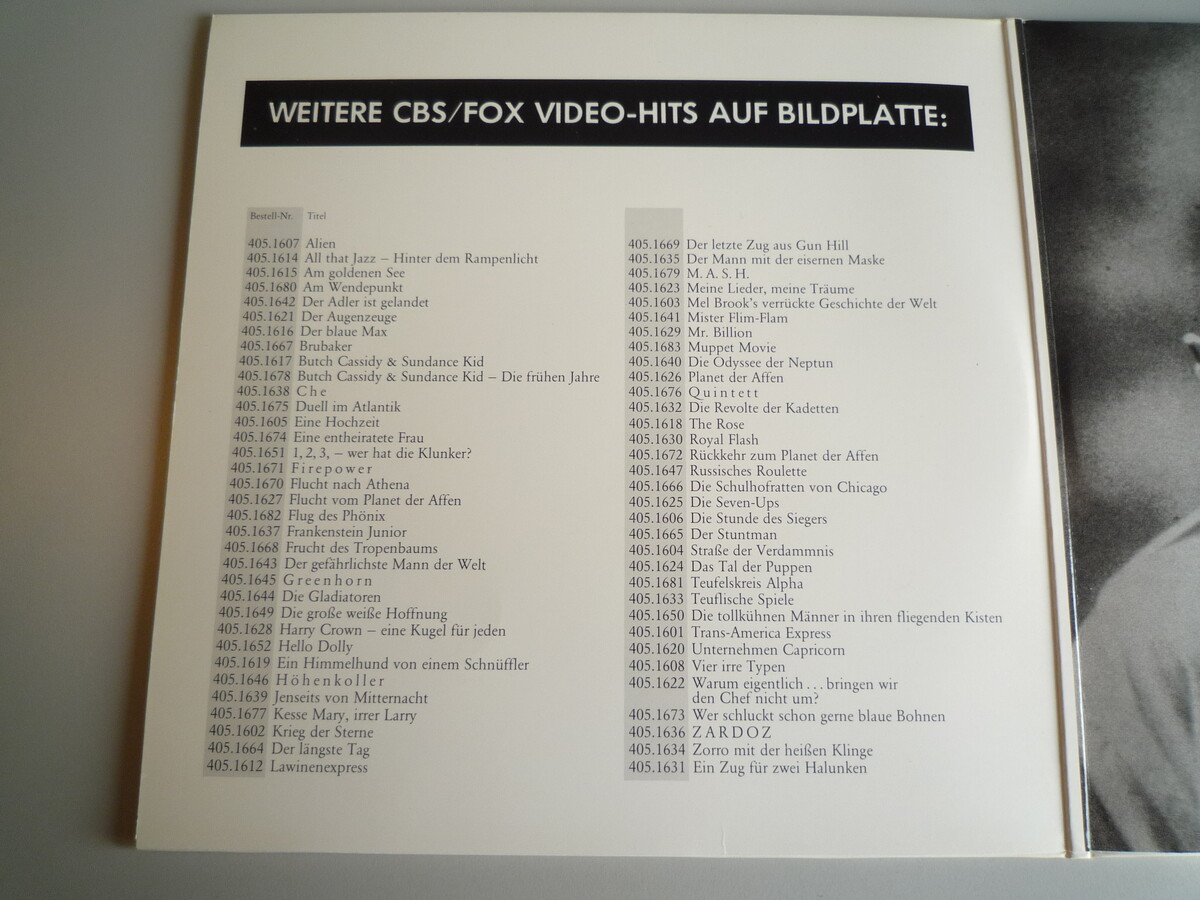 WEITERE CBS/FOX VIDEO-HITS AUF BILDPLATTE:
Bestell-Nr. Titel
405.1607 Alien
405.1614 All that Jazz – Hinter dem Rampenlicht
405.1615 Am goldenen See
405.1680 Am Wendepunkt
405.1642 Der Adler ist gelandet
405.1621 Der Augenzeuge
405.1616 Der blaue Max
405.1667 Brubaker
405.1617 Butch Cassidy & Sundance Kid
405.1678 Butch Cassidy & Sundance Kid – Die frühen Jahre
405.1638 Che
405.1675 Duell im Atlantik
405.1605 Eine Hochzeit
405.1674 Eine entheiratete Frau
405.1651 1, 2, 3, – wer hat die Klunker?
405.1671 Firepower
405.1670 Flucht nach Athena
405.1627 Flucht vom Planet der Affen
405.1682 Flug des Phönix
405.1637 Frankenstein Junior
405.1668 Frucht des Tropenbaums
405.1643 Der gefährlichste Mann der Welt
405.1645 Greenhorn
405.1644 Die Gladiatoren
405.1649 Die große weiße Hoffnung
405.1628 Harry Crown – eine Kugel für jeden
405.1652 Hello Dolly
405.1619 Ein Himmelhund von einem Schnüffler
405.1646 Höhenkoller
405.1639 Jenseits von Mitternacht
405.1677 Kesse Mary, irrer Larry
405.1602 Krieg der Sterne
405.1664 Der längste Tag
405.1612 Lawinenexpress
405.1669 Der letzte Zug aus Gun Hill
405.1635 Der Mann mit der eisernen Maske
405.1679 M. A. S. H.
405.1623 Meine Lieder, meine Träume
405.1603 Mel Brook's verrückte Geschichte der Welt
405.1641 Mister Flim-Flam
405.1629 Mr. Billion
405.1683 Muppet Movie
405.1640 Die Odyssee der Neptun
405.1626 Planet der Affen
405.1676 Quintett
405.1632 Die Revolte der Kadetten
405.1618 The Rose
405.1630 Royal Flash
405.1672 Rückkehr zum Planet der Affen
405.1647 Russisches Roulette
405.1666 Die Schulhofratten von Chicago
405.1625 Die Seven-Ups
405.1606 Die Stunde des Siegers
405.1665 Der Stuntman
405.1604 Straße der Verdammnis
405.1624 Das Tal der Puppen
405.1681 Teufelskreis Alpha
405.1633 Teuflische Spiele
405.1650 Die tollkühnen Männer in ihren fliegenden Kisten
405.1601 Trans-America Express
405.1620 Unternehmen Capricorn
405.1608 Vier irre Typen
405.1622 Warum eigentlich . . . bringen wir
den Chef nicht um?
405.1673 Wer schluckt schon gerne blaue Bohnen
405.1636 ZARDOZ
405.1634 Zorro mit der heißen Klinge
405.1631 Ein Zug für zwei Halunken